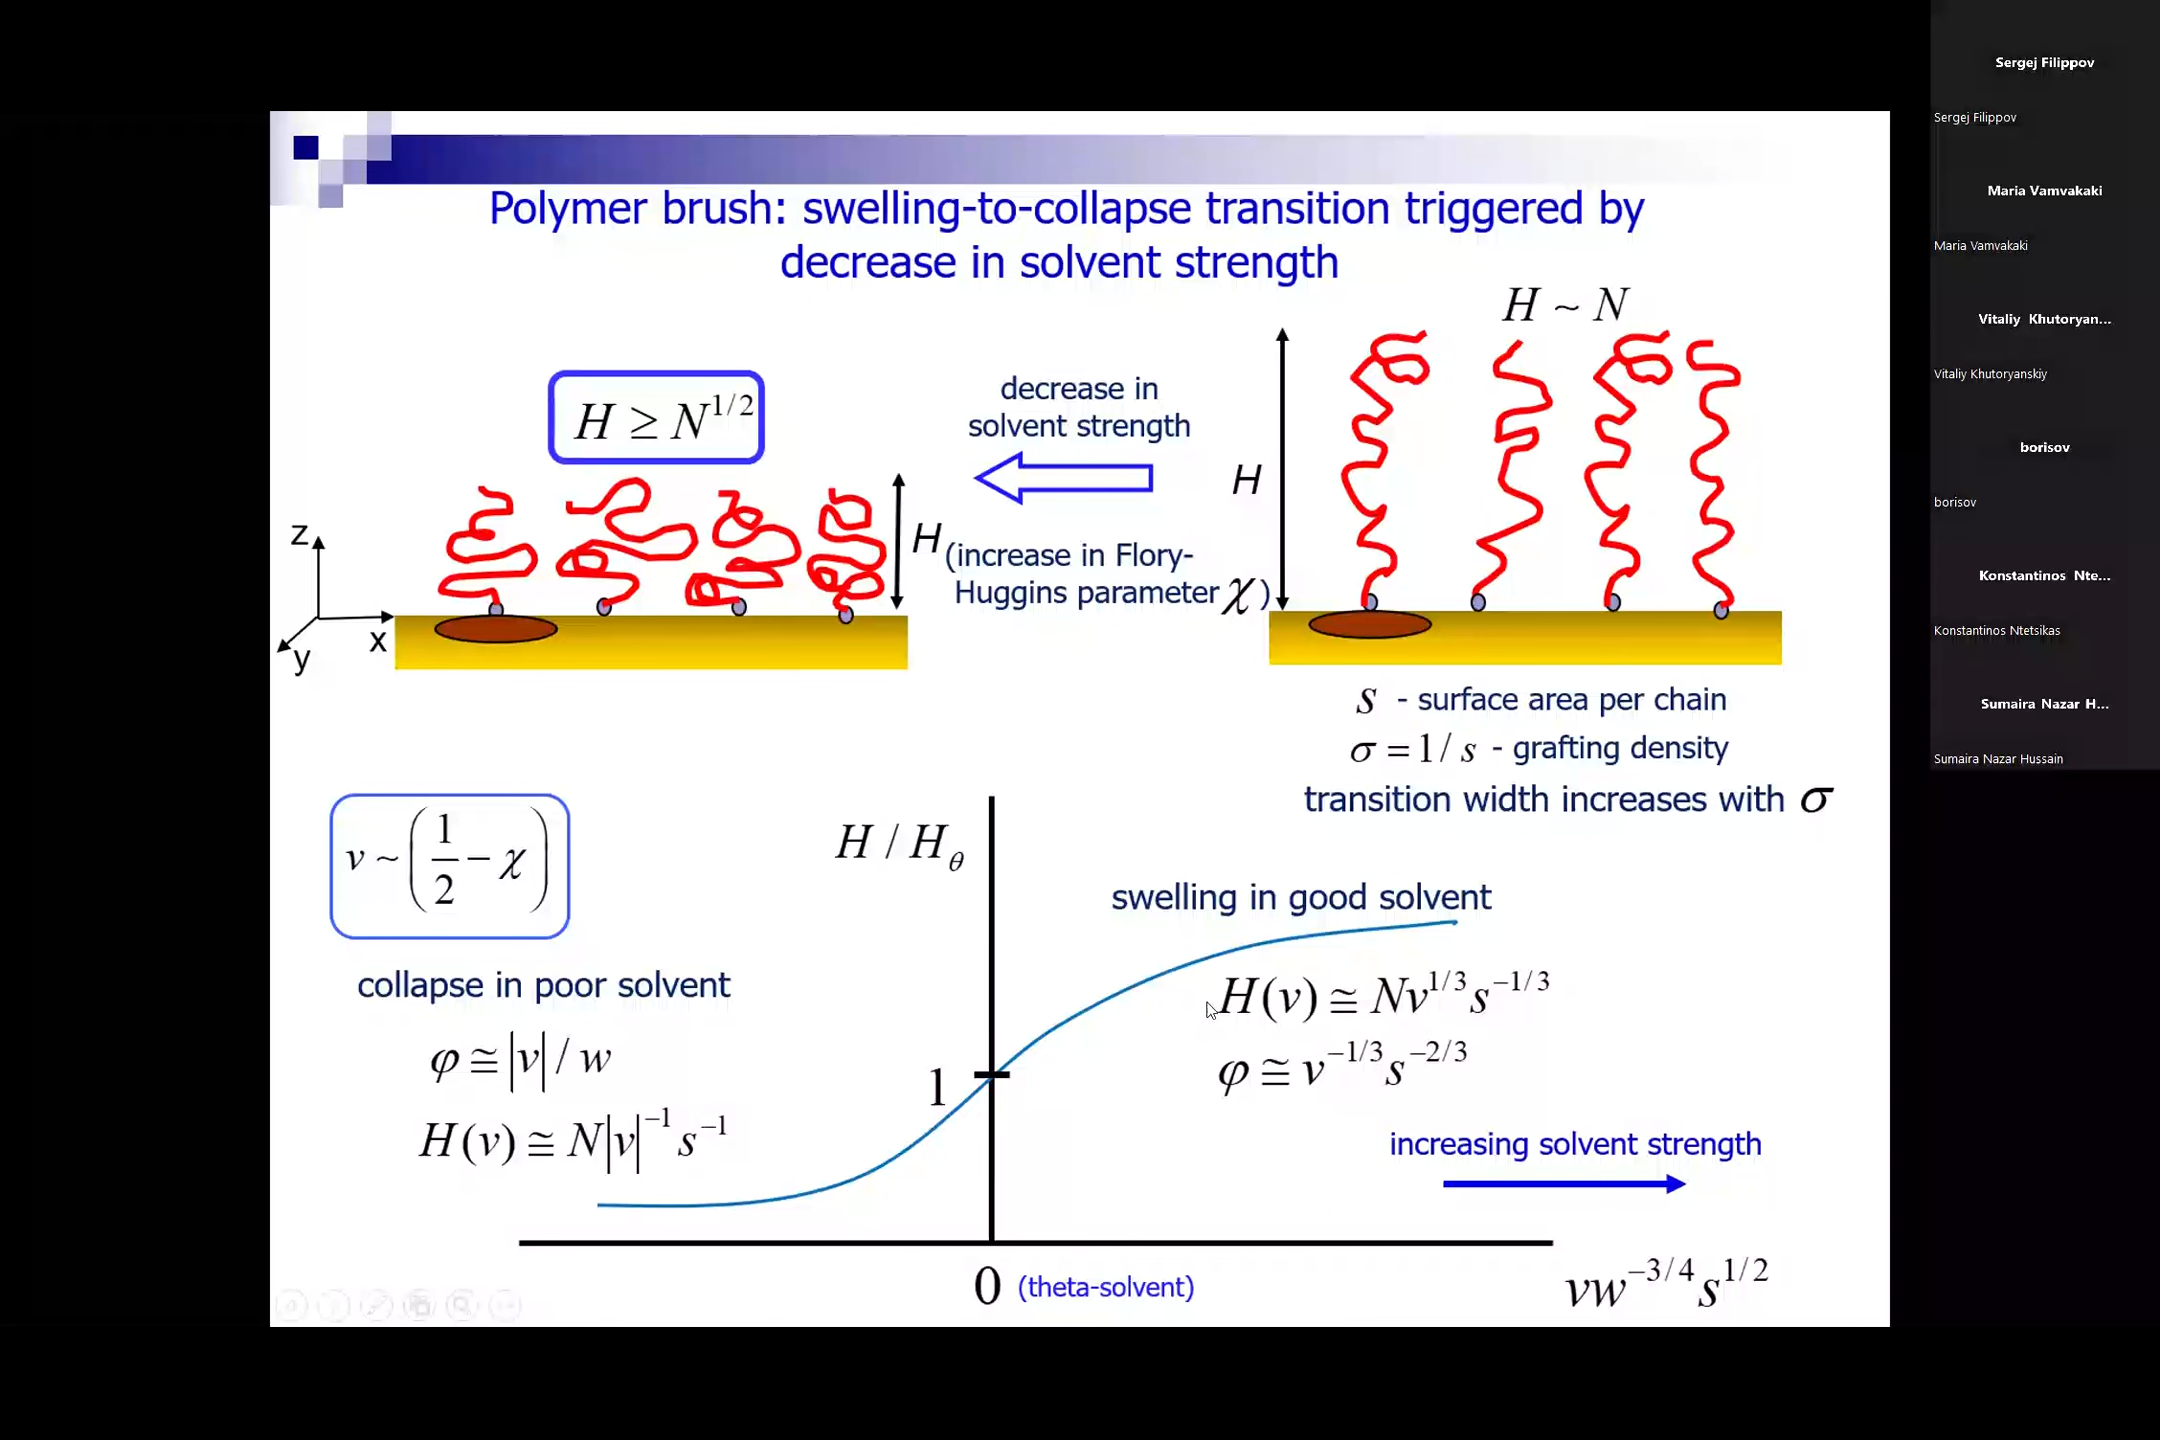 Polymer brush: swelling-to-collapse transition triggered by
decrease in solvent strength
H ~ N
H ≥ N^{1/2}
decrease in
solvent strength
H
H
(increase in Flory-
Huggins parameter χ)
z
x
y
s - surface area per chain
σ = 1/s - grafting density
transition width increases with σ
v ~ (1/2 − χ)
H / H_θ
swelling in good solvent
collapse in poor solvent
φ ≅ |v| / w
H(v) ≅ N|v|^{−1} s^{−1}
H(v) ≅ Nv^{1/3}s^{−1/3}
φ ≅ v^{−1/3}s^{−2/3}
1
increasing solvent strength
0 (theta-solvent)
vw^{−3/4}s^{1/2}
Sergej Filippov
Sergej Filippov
Maria Vamvakaki
Maria Vamvakaki
Vitaliy Khutoryan...
Vitaliy Khutoryanskiy
borisov
borisov
Konstantinos Nte...
Konstantinos Ntetsikas
Sumaira Nazar H...
Sumaira Nazar Hussain